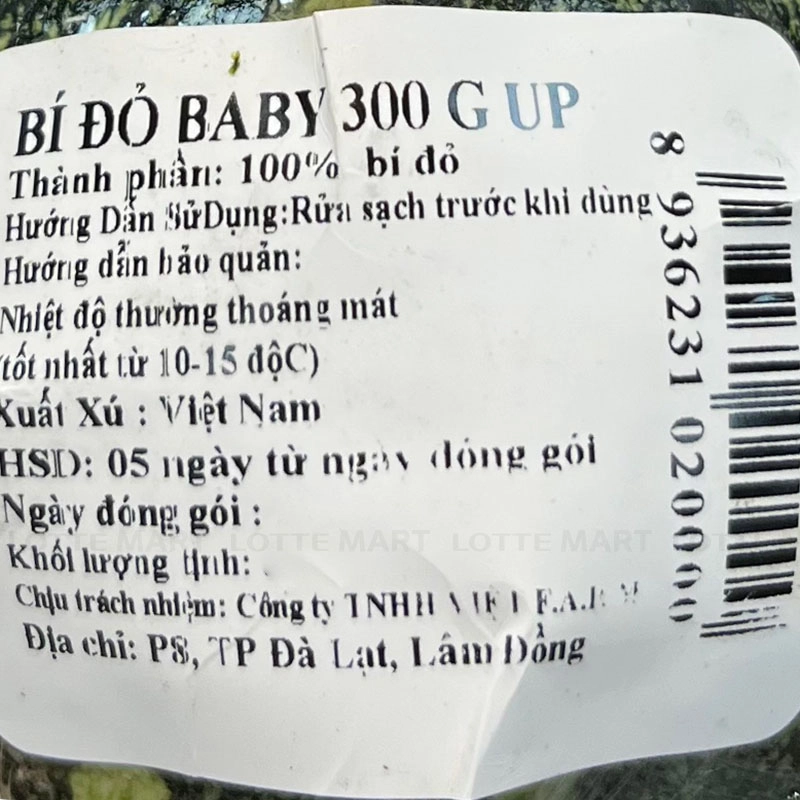 BÍ ĐỎ BABY 300 G UP
Thành phần: 100% bí đỏ
Hướng Dẫn Sử Dụng:Rửa sạch trước khi dùng
Hướng dẫn bảo quản:
Nhiệt độ thường thoáng mát
(tốt nhất từ 10-15 độC)
Xuất Xứ : Việt Nam
HSD: 05 ngày từ ngày đóng gói
Ngày đóng gói :
Khối lượng tịnh:
Chịu trách nhiệm: Công ty TNHH VIET F.A.R.M
Địa chỉ: P8, TP Đà Lạt, Lâm Đồng
8 936231 020000
LOTTE MART LOTTE MART LOTTE MART